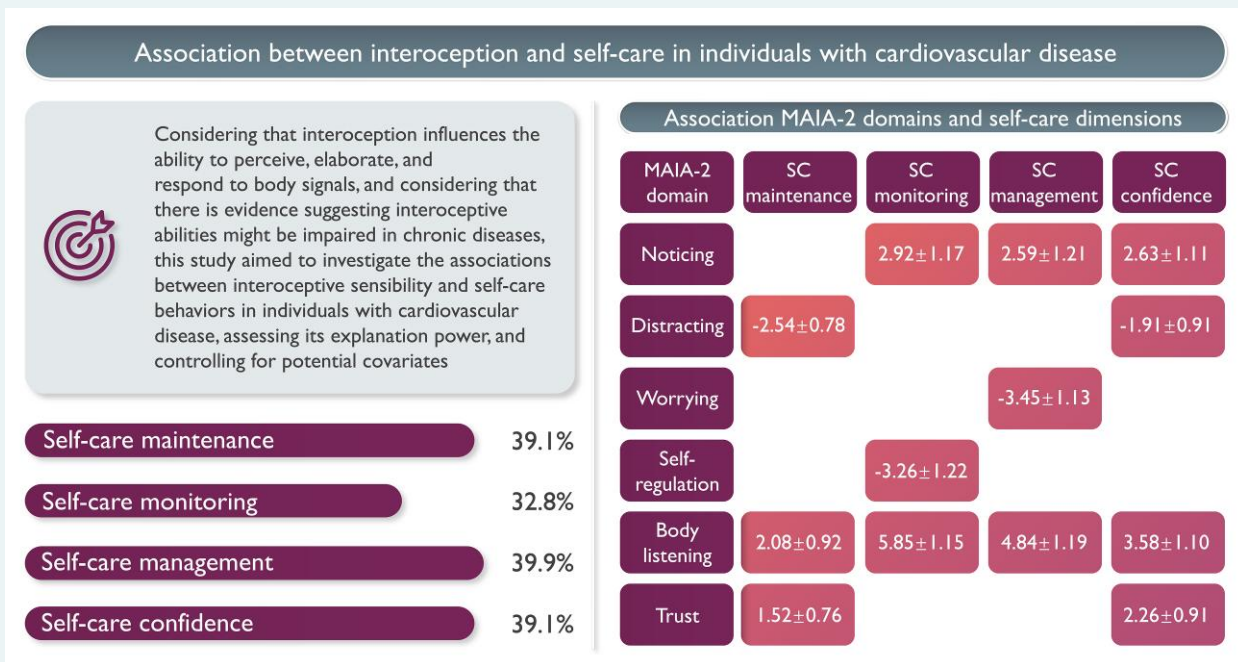 Association between interoception and self-care in individuals with cardiovascular disease
Considering that interoception influences the
ability to perceive, elaborate, and
respond to body signals, and considering that
there is evidence suggesting interoceptive
abilities might be impaired in chronic diseases,
this study aimed to investigate the associations
between interoceptive sensibility and self-care
behaviors in individuals with cardiovascular
disease, assessing its explanation power, and
controlling for potential covariates
Self-care maintenance 39.1%
Self-care monitoring 32.8%
Self-care management 39.9%
Self-care confidence 39.1%
Association MAIA-2 domains and self-care dimensions
MAIA-2 SC SC SC SC
domain maintenance monitoring management confidence
Noticing 2.92±1.17 2.59±1.21 2.63±1.11
Distracting -2.54±0.78 -1.91±0.91
Worrying -3.45±1.13
Self-
regulation -3.26±1.22
Body
listening 2.08±0.92 5.85±1.15 4.84±1.19 3.58±1.10
Trust 1.52±0.76 2.26±0.91